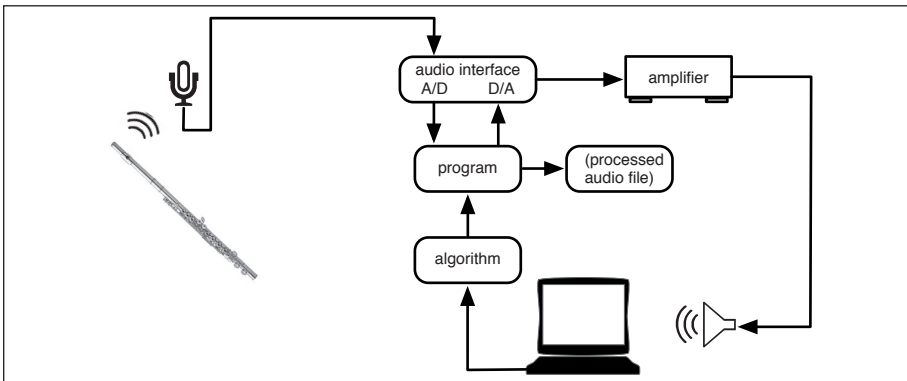 audio interface
A/D D/A
amplifier
program
(processed
audio file)
algorithm